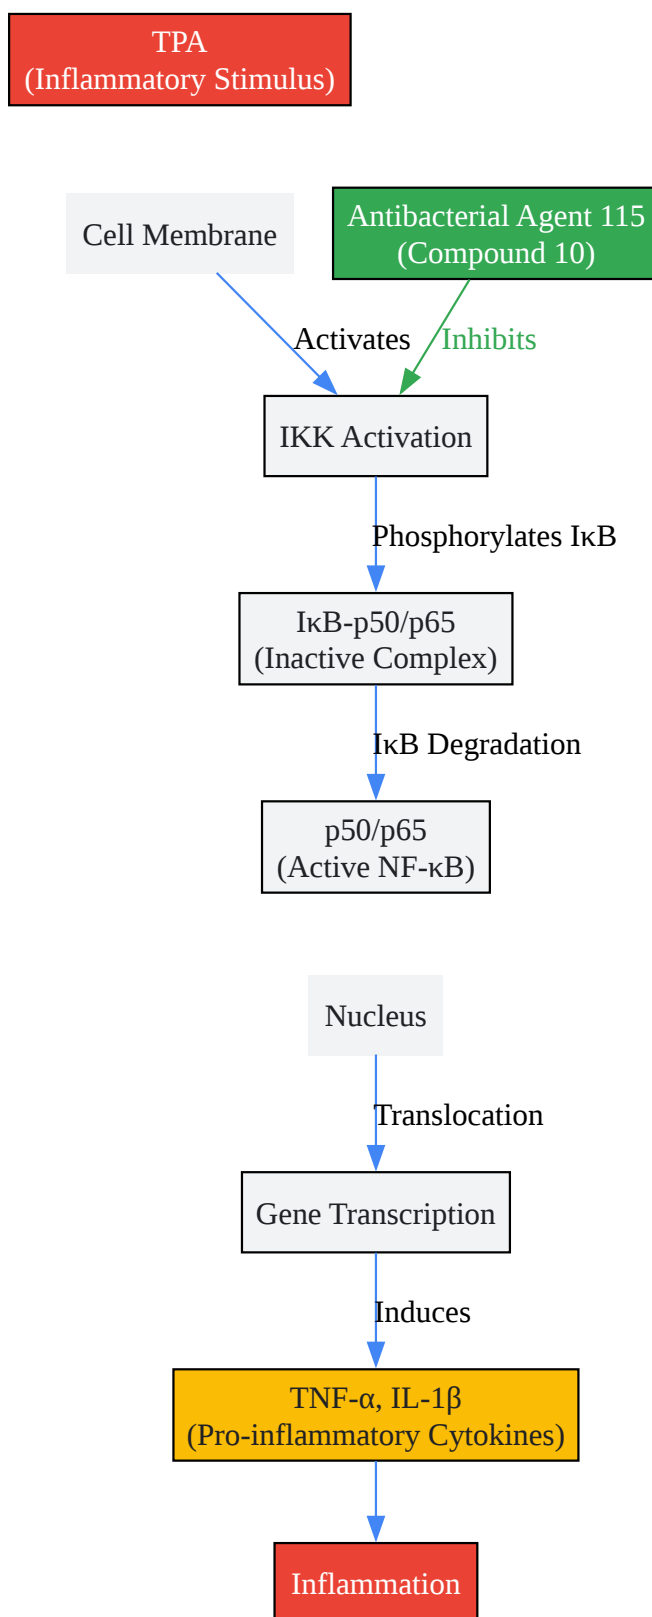 TPA
(Inflammatory Stimulus)
Cell Membrane
Antibacterial Agent 115
(Compound 10)
Activates
Inhibits
IKK Activation
Phosphorylates IκB
IκB-p50/p65
(Inactive Complex)
IκB Degradation
p50/p65
(Active NF-κB)
Nucleus
Translocation
Gene Transcription
Induces
TNF-α, IL-1β
(Pro-inflammatory Cytokines)
Inflammation